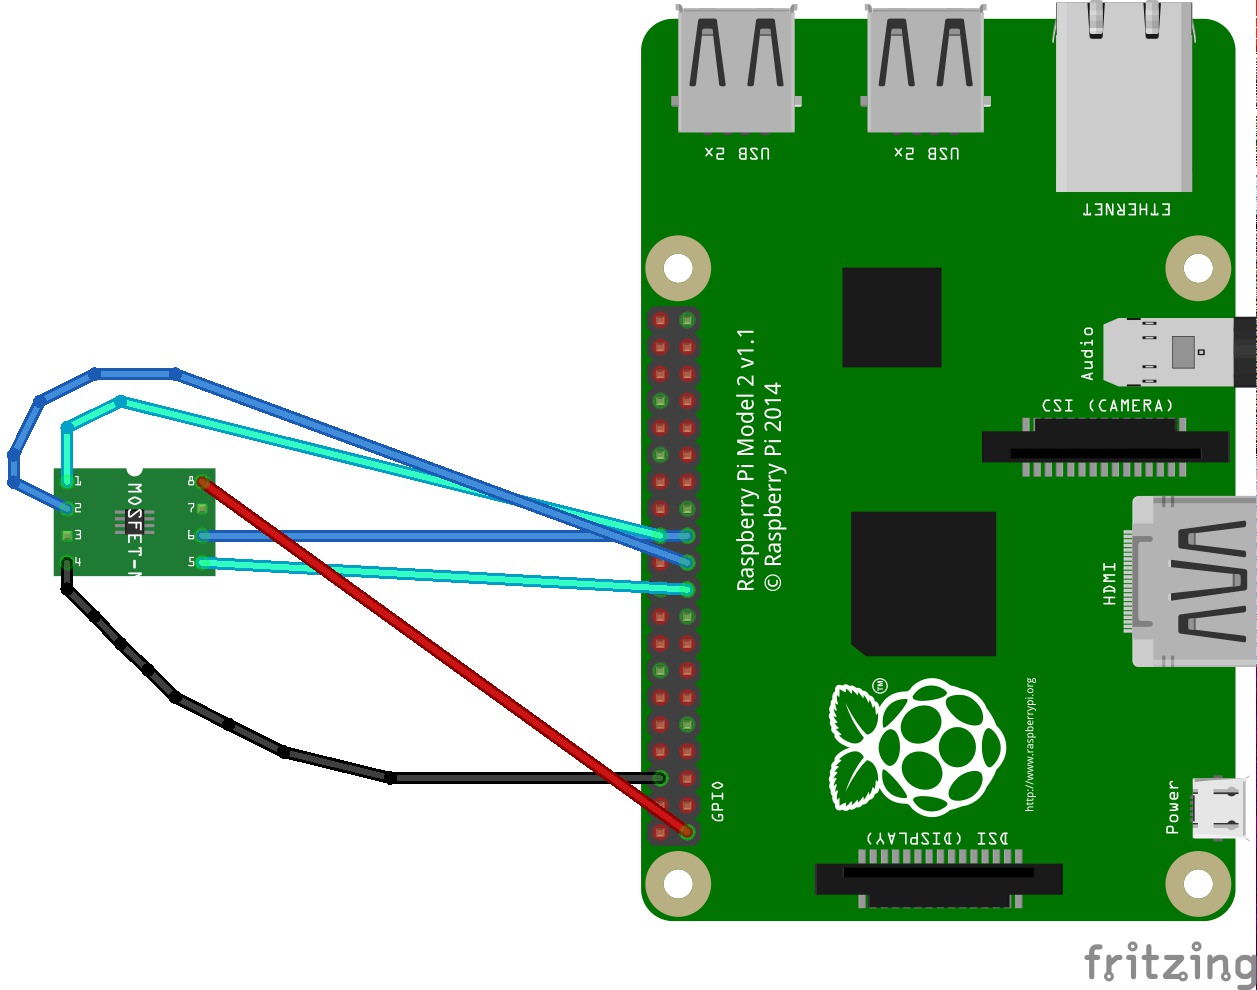 USB 2x
USB 2x
ETHERNET
Raspberry Pi Model 2 v1.1
© Raspberry Pi 2014
Audio
CSI (CAMERA)
1
2
3
4
8
7
6
5
MOSFET-N
HDMI
TM
http://www.raspberrypi.org
GPIO
Power
DSI (DISPLAY)
fritzing